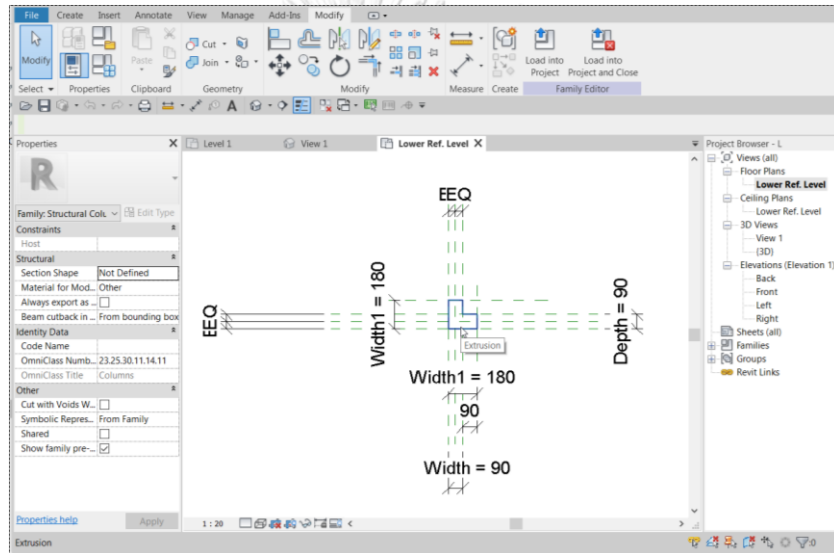 File Create Insert Annotate View Manage Add-Ins Modify
Modify
Paste
Cut
Join
Load into Project
Load into Project and Close
Select Properties Clipboard Geometry Modify Measure Create Family Editor
A
Properties X
Level 1 View 1 Lower Ref. Level X
Project Browser - L
R
Family: Structural Colu Edit Type
Constraints
Host
Structural
Section Shape Not Defined
Material for Mod... Other
Always export as ...
Beam cutback in ... From bounding box
Identity Data
Code Name
OmniClass Numb... 23.25.30.11.14.11
OmniClass Title Columns
Other
Cut with Voids W...
Symbolic Repres... From Family
Shared
Show family pre-...
Properties help Apply
EEQ
Width1 = 180
EEQ
Depth = 90
Extrusion
Width1 = 180
90
Width = 90
1 : 20
Views (all)
Floor Plans
Lower Ref. Level
Ceiling Plans
Lower Ref. Level
3D Views
View 1
(3D)
Elevations (Elevation 1)
Back
Front
Left
Right
Sheets (all)
Families
Groups
Revit Links
Extrusion
:0